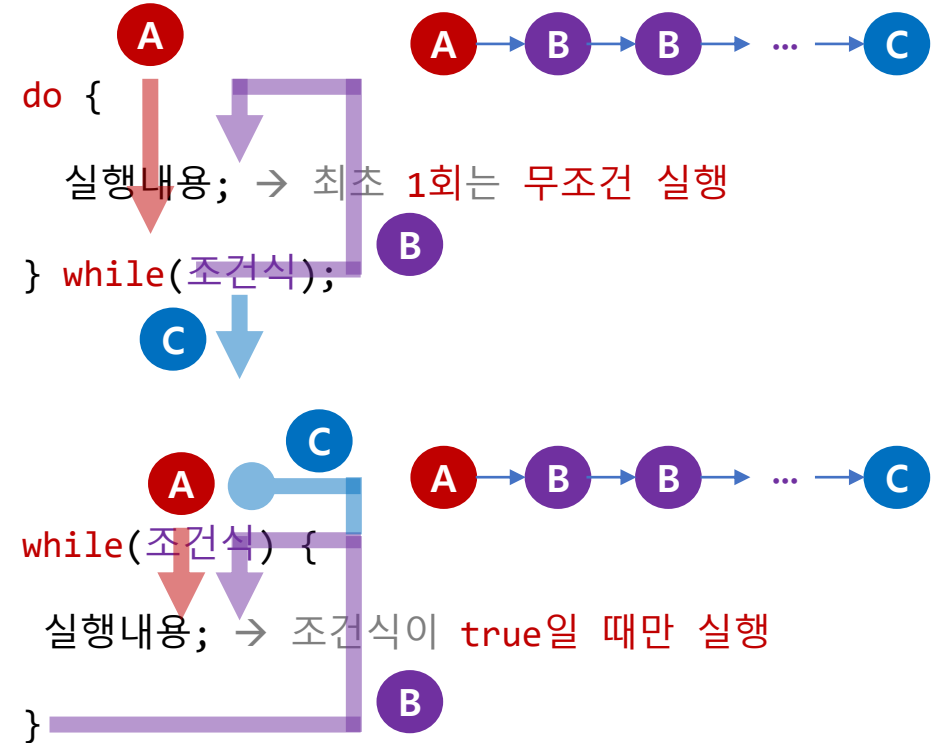 A
A B B ... C
do {
실행내용; → 최초 1회는 무조건 실행
B
} while(조건식);
C
C
A
A B B ... C
while(조건식) {
실행내용; → 조건식이 true일 때만 실행
B
}